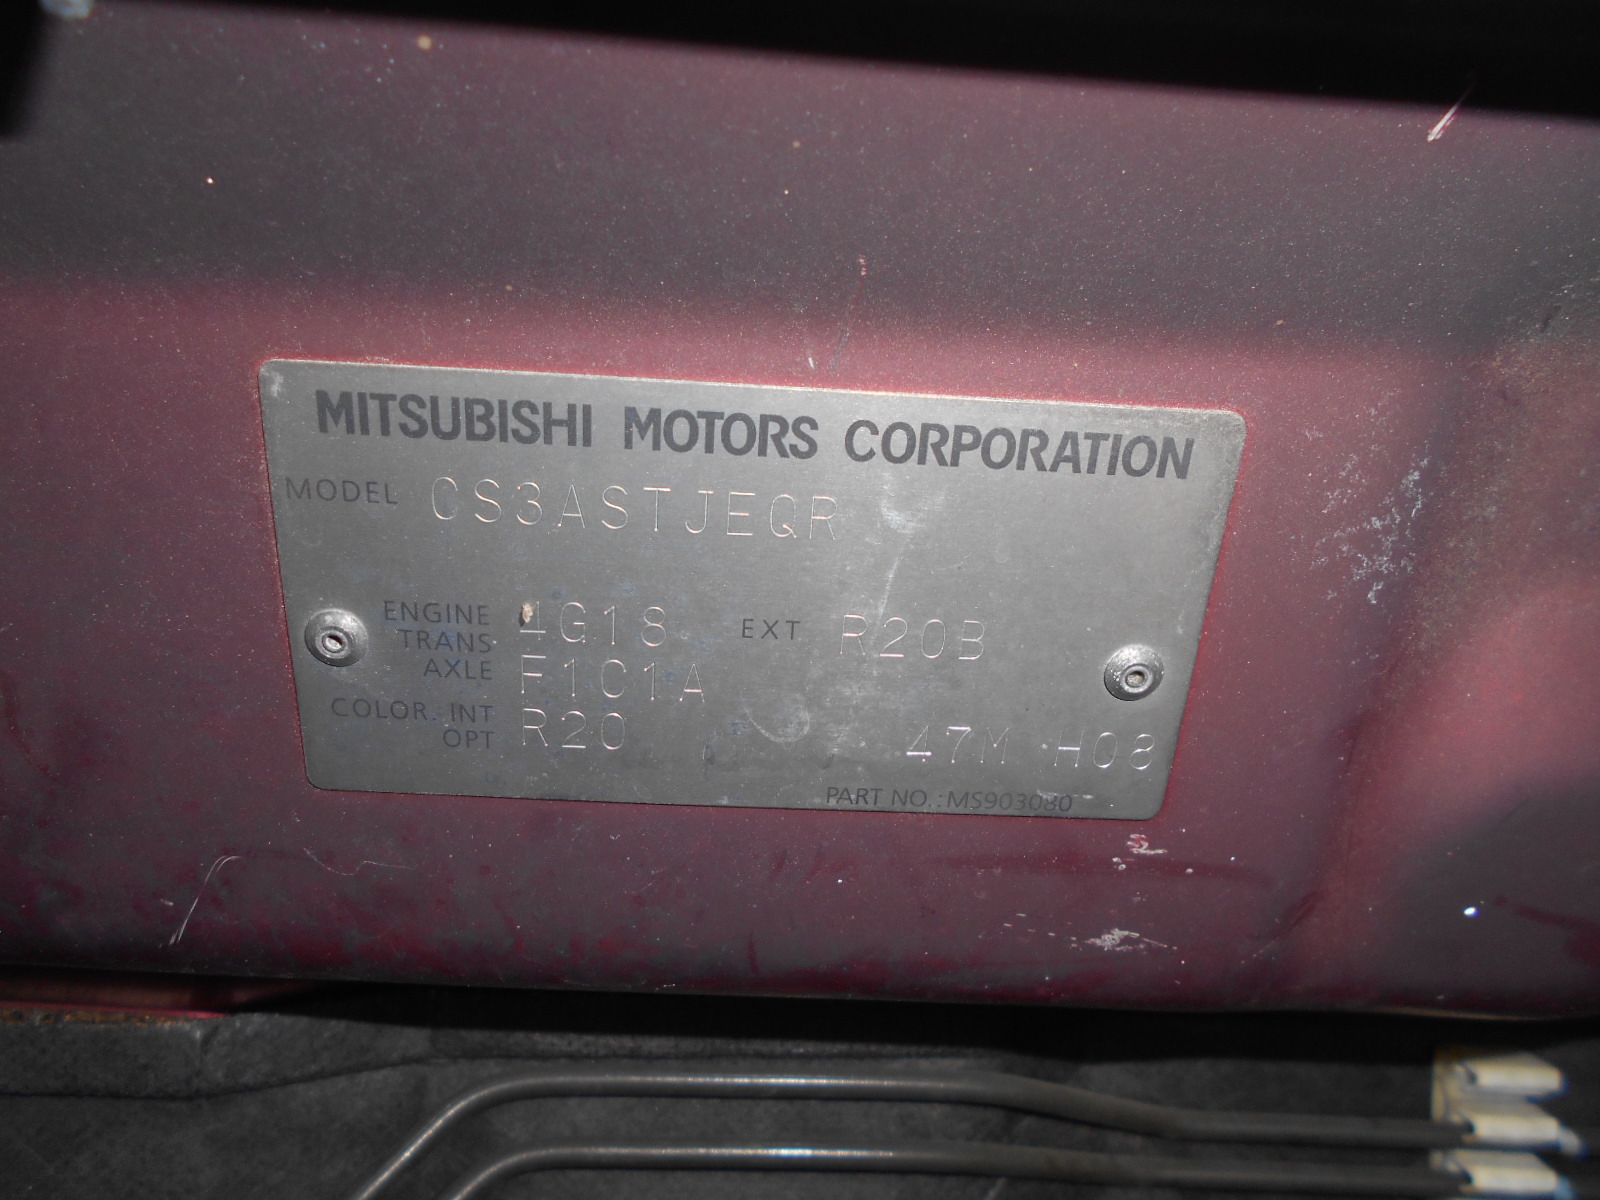 MITSUBISHI MOTORS CORPORATION
MODEL CS3ASTJEQR
ENGINE 4G18 EXT R20B
TRANS
AXLE F1C1A
COLOR. INT R20
OPT 47M H08
PART NO.: MS903080